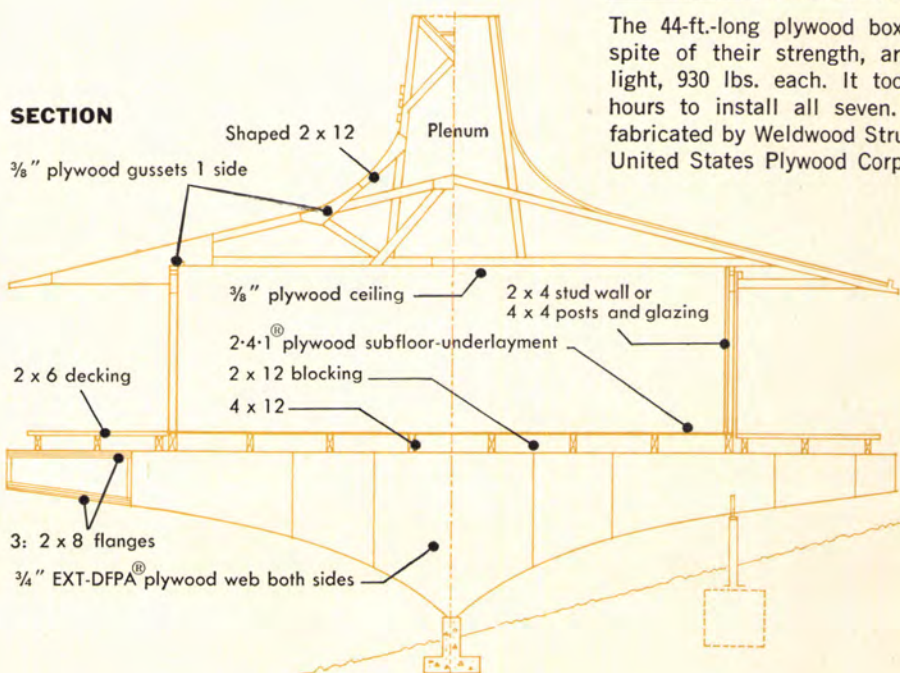 The 44-ft.-long plywood box
spite of their strength, ar
light, 930 lbs. each. It too
hours to install all seven.
fabricated by Weldwood Stru
United States Plywood Corp
SECTION
Shaped 2 x 12
Plenum
3/8" plywood gussets 1 side
3/8" plywood ceiling
2 x 4 stud wall or
4 x 4 posts and glazing
2·4·1® plywood subfloor-underlayment
2 x 6 decking
2 x 12 blocking
4 x 12
3: 2 x 8 flanges
3/4" EXT-DFPA® plywood web both sides